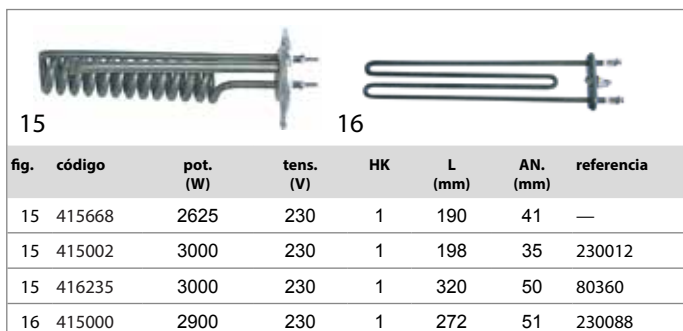 15 16
fig. código pot. (W) tens. (V) HK L (mm) AN. (mm) referencia
15 415668 2625 230 1 190 41 —
15 415002 3000 230 1 198 35 230012
15 416235 3000 230 1 320 50 80360
16 415000 2900 230 1 272 51 230088